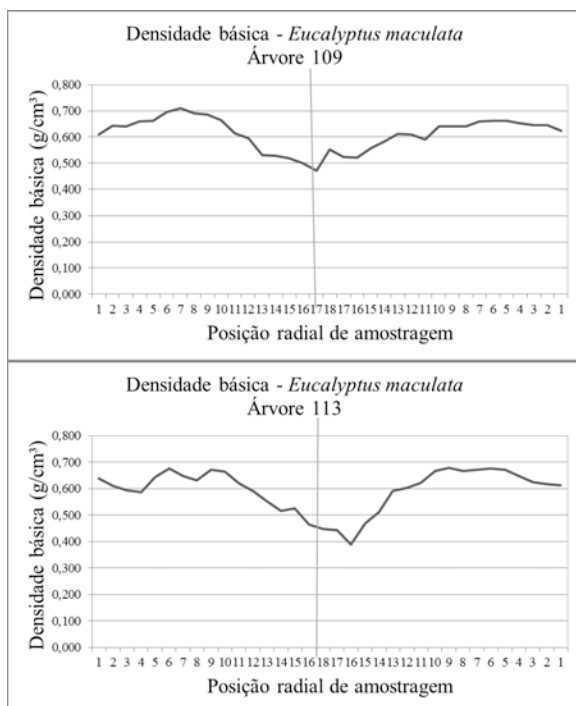 Densidade básica - Eucalyptus maculata
Árvore 109
Densidade básica (g/cm³)
0,800
0,700
0,600
0,500
0,400
0,300
0,200
0,100
0,000
1 2 3 4 5 6 7 8 9 10 11 12 13 14 15 16 17 18 17 16 15 14 13 12 11 10 9 8 7 6 5 4 3 2 1
Posição radial de amostragem
Densidade básica - Eucalyptus maculata
Árvore 113
Densidade básica (g/cm³)
0,800
0,700
0,600
0,500
0,400
0,300
0,200
0,100
0,000
1 2 3 4 5 6 7 8 9 10 11 12 13 14 15 16 18 17 16 15 14 13 12 11 10 9 8 7 6 5 4 3 2 1
Posição radial de amostragem